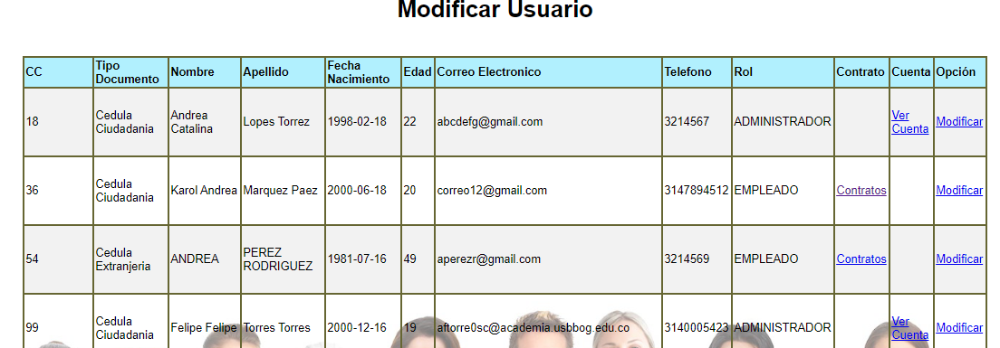 Modificar Usuario
CC Tipo Documento Nombre Apellido Fecha Nacimiento Edad Correo Electronico Telefono Rol Contrato Cuenta Opción
18 Cedula Ciudadania Andrea Catalina Lopes Torrez 1998-02-18 22 abcdefg@gmail.com 3214567 ADMINISTRADOR Ver Cuenta Modificar
36 Cedula Ciudadania Karol Andrea Marquez Paez 2000-06-18 20 correo12@gmail.com 3147894512 EMPLEADO Contratos Modificar
54 Cedula Extranjeria ANDREA PEREZ RODRIGUEZ 1981-07-16 49 aperezr@gmail.com 3214569 EMPLEADO Contratos Modificar
99 Cedula Ciudadania Felipe Felipe Torres Torres 2000-12-16 19 aftorre0sc@academia.usbbog.edu.co 3140005423 ADMINISTRADOR Ver Cuenta Modificar